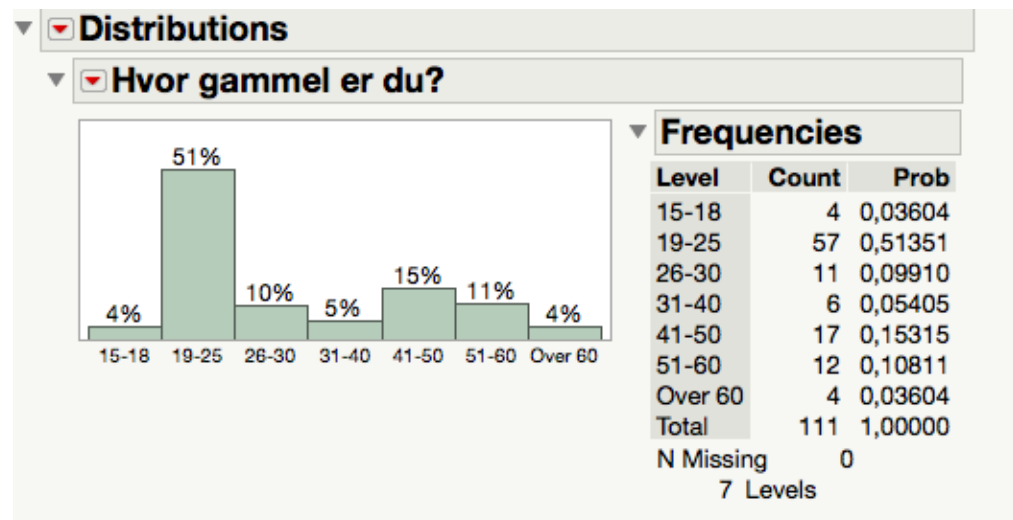 Distributions
Hvor gammel er du?
51%
15%
10%
11%
4%
5%
4%
15-18 19-25 26-30 31-40 41-50 51-60 Over 60
Frequencies
Level Count Prob
15-18 4 0,03604
19-25 57 0,51351
26-30 11 0,09910
31-40 6 0,05405
41-50 17 0,15315
51-60 12 0,10811
Over 60 4 0,03604
Total 111 1,00000
N Missing 0
7 Levels